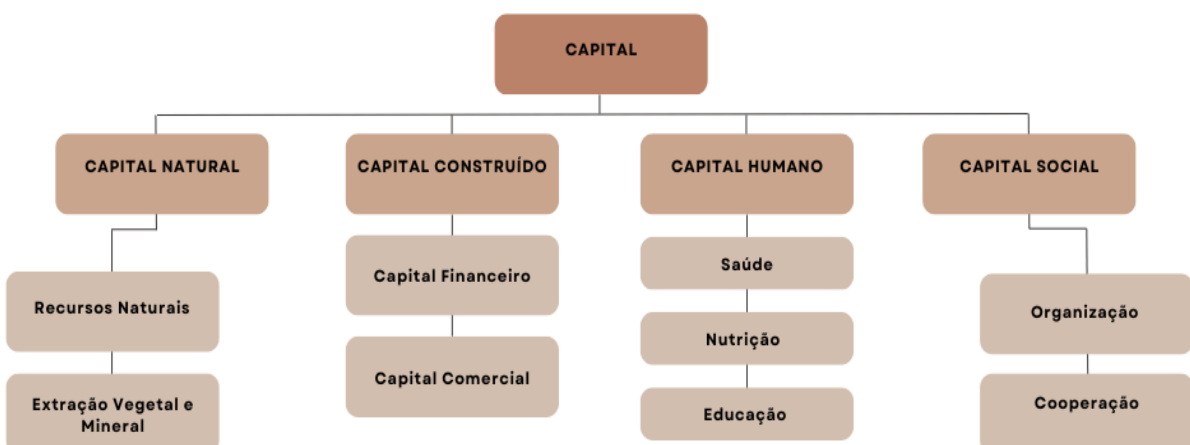 CAPITAL
CAPITAL NATURAL
CAPITAL CONSTRUÍDO
CAPITAL HUMANO
CAPITAL SOCIAL
Recursos Naturais
Extração Vegetal e
Mineral
Capital Financeiro
Capital Comercial
Saúde
Nutrição
Educação
Organização
Cooperação